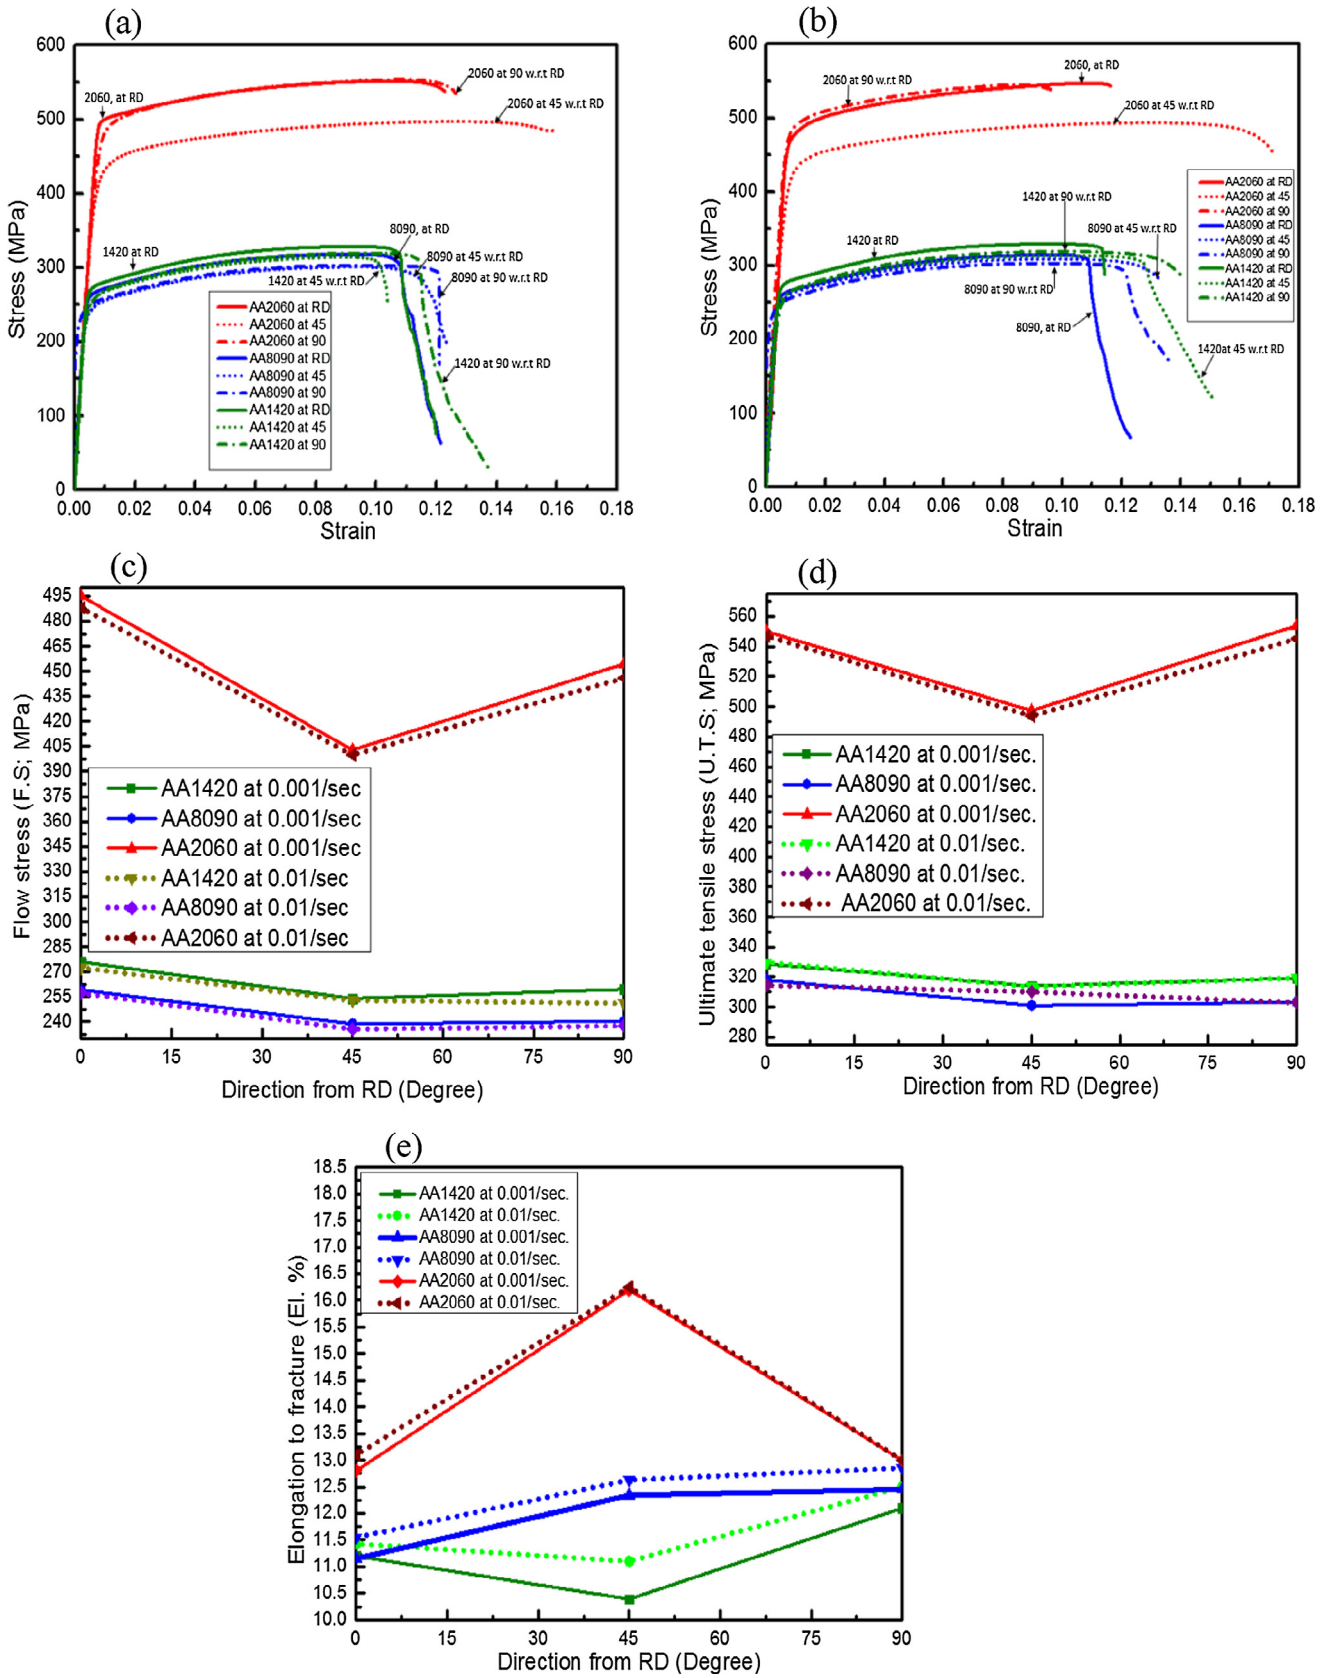 (a)
600
500
400
300
200
100
0
0.00 0.02 0.04 0.06 0.08 0.10 0.12 0.14 0.16 0.18
Stress (MPa)
Strain
2060, at RD
2060 at 90 w.r.t RD
2060 at 45 w.r.t RD
1420 at RD
8090, at RD
8090 at 45 w.r.t RD
1420 at 45 w.r.t RD
8090 at 90 w.r.t RD
1420 at 90 w.r.t RD
AA2060 at RD
AA2060 at 45
AA2060 at 90
AA8090 at RD
AA8090 at 45
AA8090 at 90
AA1420 at RD
AA1420 at 45
AA1420 at 90
(b)
600
500
400
300
200
100
0
0.00 0.02 0.04 0.06 0.08 0.10 0.12 0.14 0.16 0.18
Stress (MPa)
Strain
2060 at 90 w.r.t RD
2060, at RD
2060 at 45 w.r.t RD
1420 at 90 w.r.t RD
1420 at RD
8090 at 45 w.r.t RD
8090 at 90 w.r.t RD
8090, at RD
1420at 45 w.r.t RD
AA2060 at RD
AA2060 at 45
AA2060 at 90
AA8090 at RD
AA8090 at 45
AA8090 at 90
AA1420 at RD
AA1420 at 45
AA1420 at 90
(c)
495
480
465
450
435
420
405
390
375
360
345
330
315
300
285
270
255
240
0 15 30 45 60 75 90
Flow stress (F.S; MPa)
Direction from RD (Degree)
AA1420 at 0.001/sec
AA8090 at 0.001/sec
AA2060 at 0.001/sec
AA1420 at 0.01/sec
AA8090 at 0.01/sec
AA2060 at 0.01/sec
(d)
560
540
520
500
480
460
440
420
400
380
360
340
320
300
280
0 15 30 45 60 75 90
Ultimate tensile stress (U.T.S; MPa)
Direction from RD (Degree)
AA1420 at 0.001/sec.
AA8090 at 0.001/sec.
AA2060 at 0.001/sec.
AA1420 at 0.01/sec.
AA8090 at 0.01/sec.
AA2060 at 0.01/sec.
(e)
18.5
18.0
17.5
17.0
16.5
16.0
15.5
15.0
14.5
14.0
13.5
13.0
12.5
12.0
11.5
11.0
10.5
10.0
0 15 30 45 60 75 90
Elongation to fracture (El. %)
Direction from RD (Degree)
AA1420 at 0.001/sec.
AA1420 at 0.01/sec.
AA8090 at 0.001/sec.
AA8090 at 0.01/sec.
AA2060 at 0.001/sec.
AA2060 at 0.01/sec.